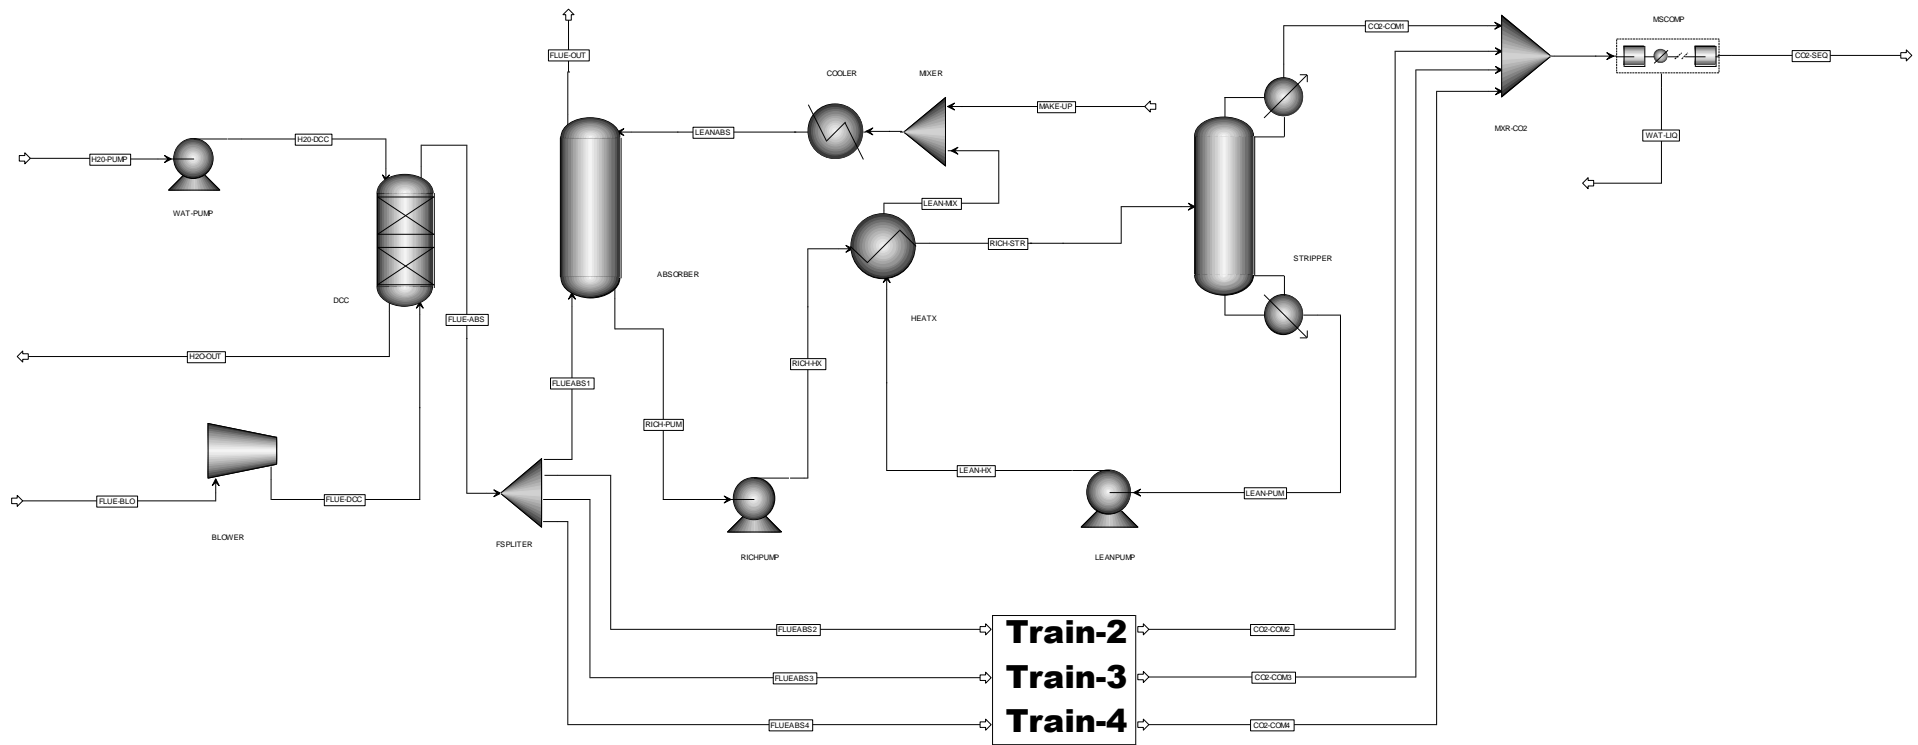 CO2-COM1
MSCOMP
FLUE-OUT
CO2-SEQ
COOLER
MIXER
MAKE-UP
LEANABS
MXR-CO2
WAT-LIQ
H20-DCC
H20-PUMP
WAT-PUMP
LEAN-MIX
RICH-STR
STRIPPER
ABSORBER
DCC
HEATX
FLUE-ABS
H2O-OUT
RICH-HX
FLUEABS1
RICH-PUM
LEAN-HX
LEAN-PUM
FLUE-BLO
FLUE-DCC
BLOWER
FSPLITER
RICHPUMP
LEANPUMP
FLUEABS2
Train-2
CO2-COM2
FLUEABS3
Train-3
CO2-COM3
FLUEABS4
Train-4
CO2-COM4